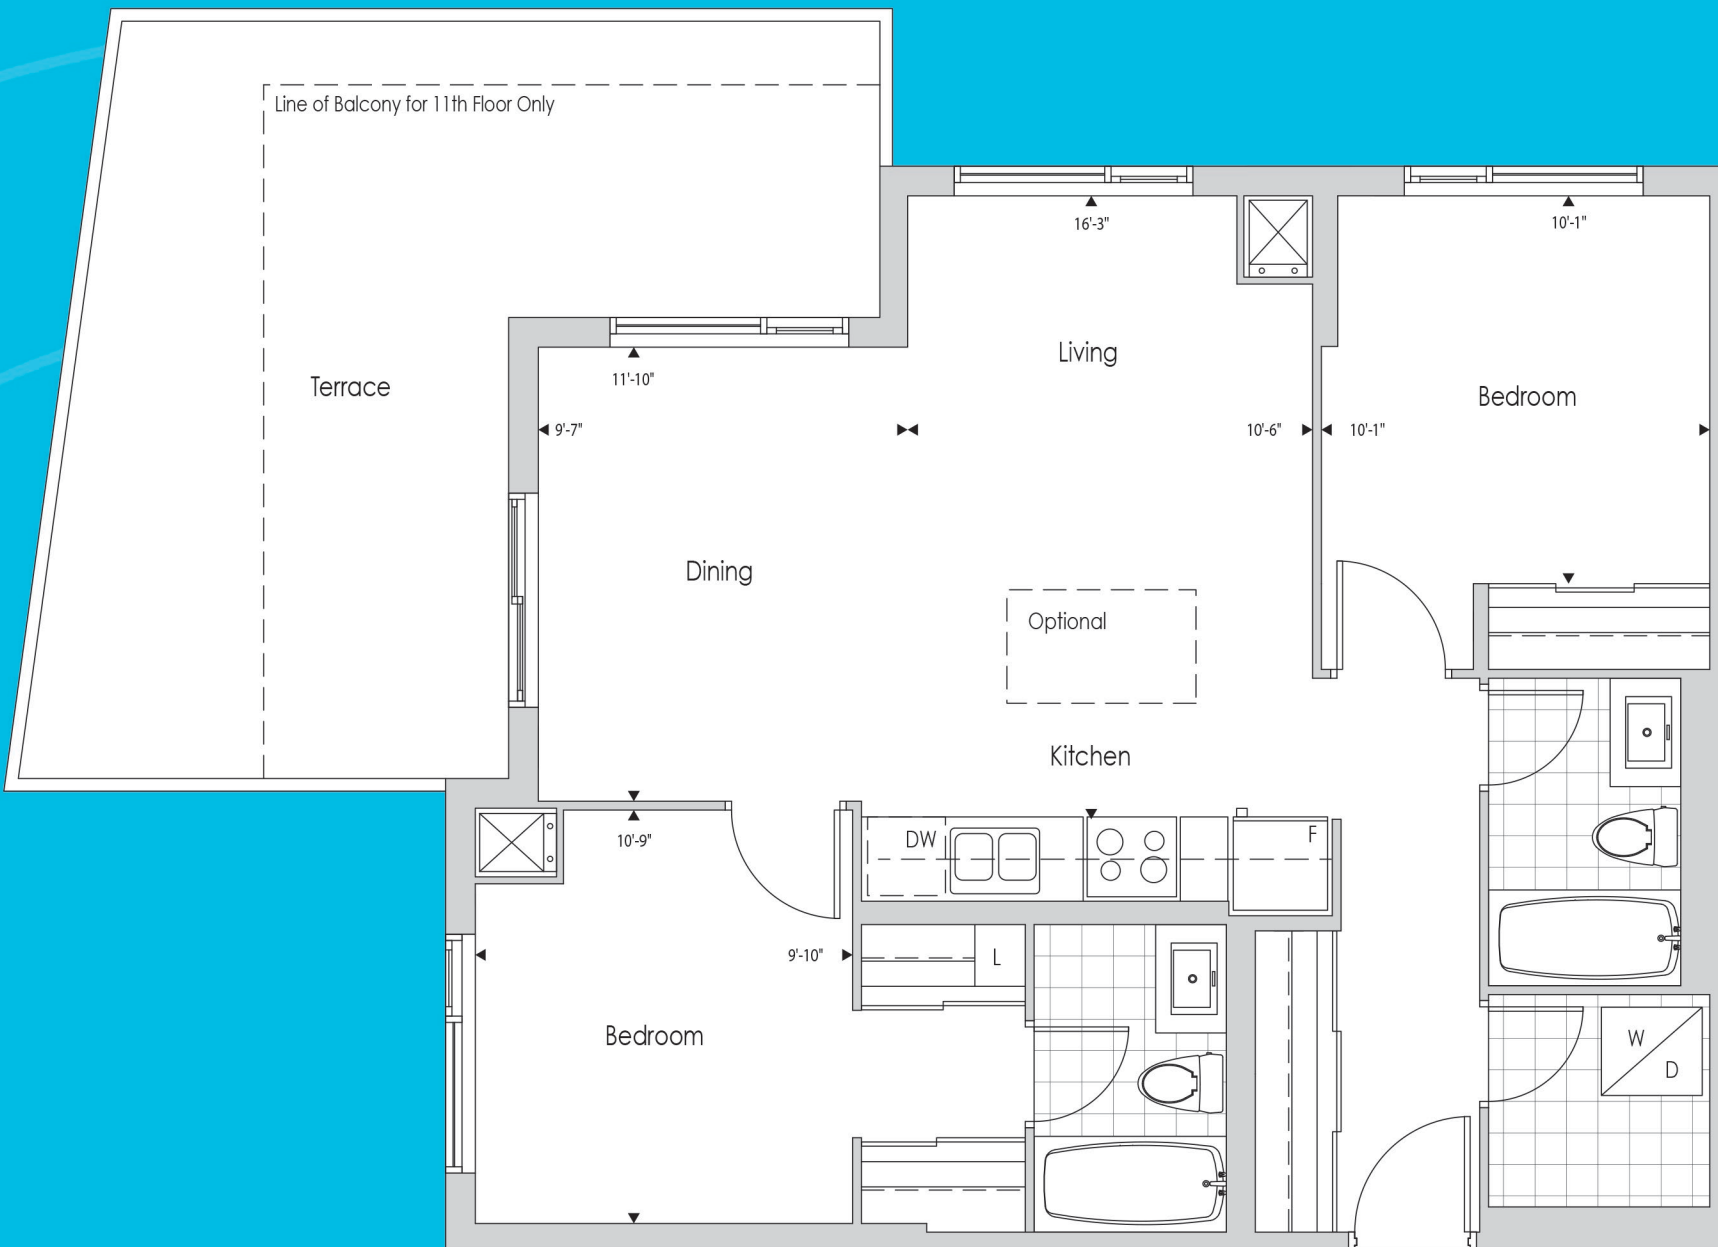 Line of Balcony for 11th Floor Only
16'-3"
10'-1"
Living
11'-10"
Terrace
Bedroom
9'-7"
10'-6"
10'-1"
Dining
Optional
Kitchen
10'-9"
DW
F
9'-10"
L
Bedroom
W
D